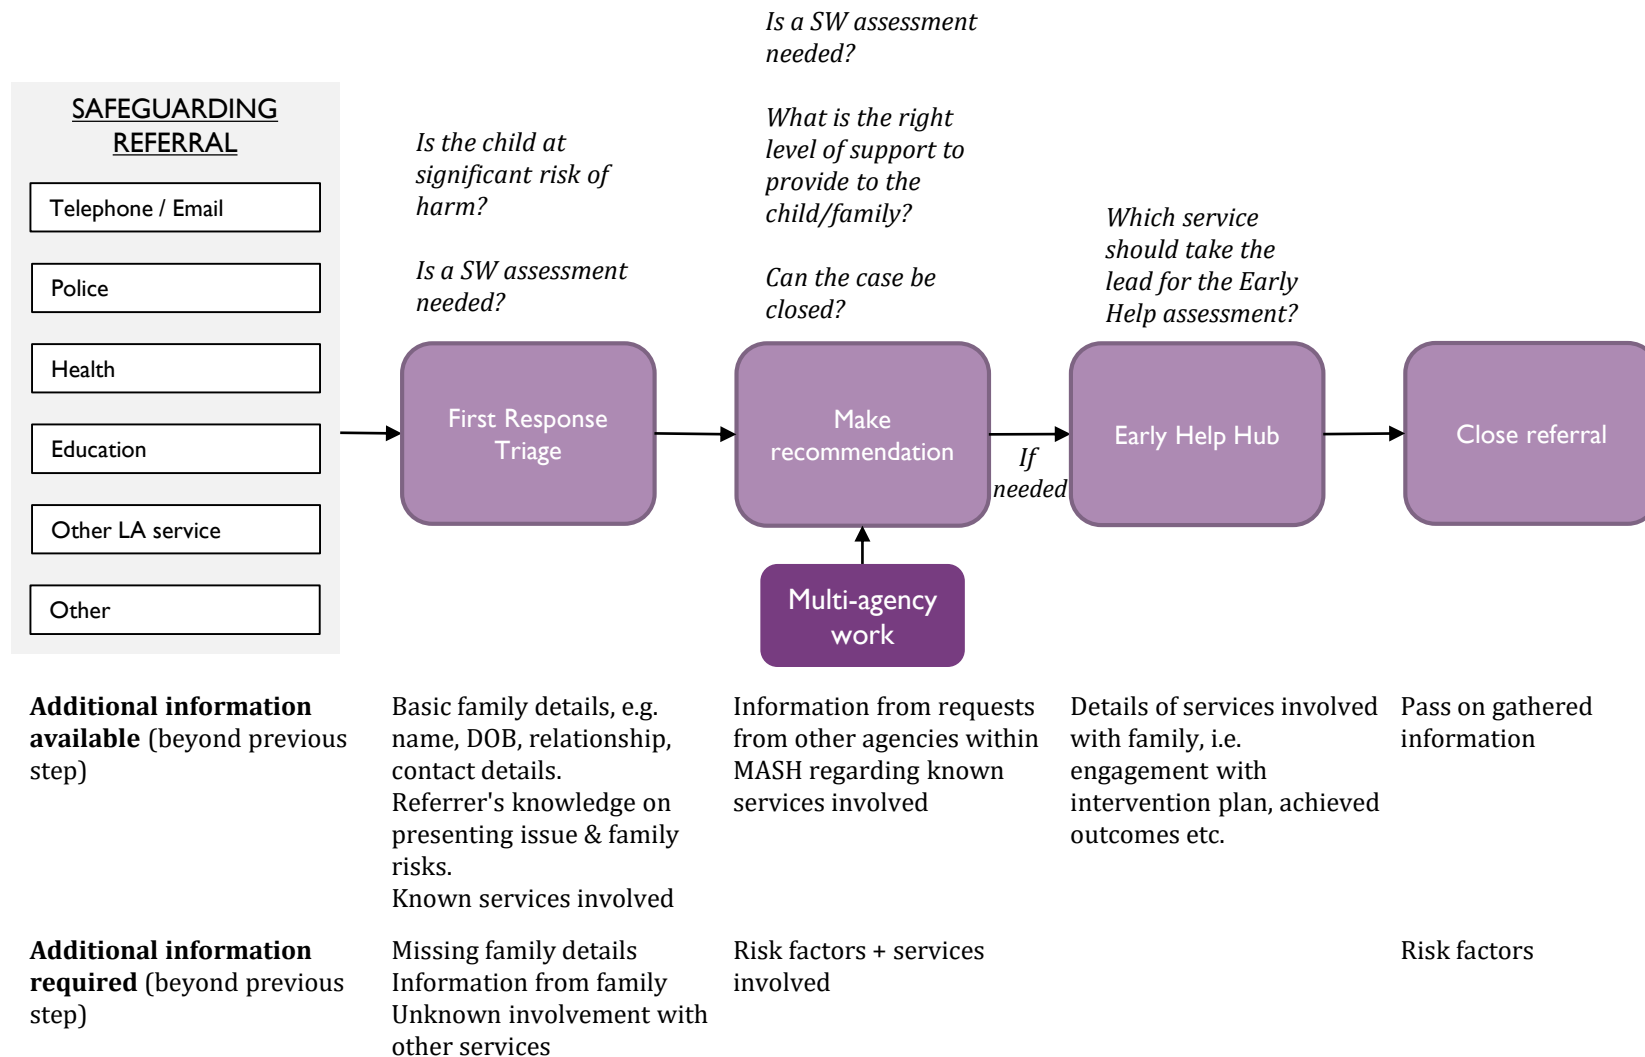 SAFEGUARDING
REFERRAL
Telephone / Email
Police
Health
Education
Other LA service
Other
Is the child at
significant risk of
harm?
Is a SW assessment
needed?
Is a SW assessment
needed?
What is the right
level of support to
provide to the
child/family?
Can the case be
closed?
Which service
should take the
lead for the Early
Help assessment?
First Response
Triage
Make
recommendation
If
needed
Early Help Hub
Close referral
Multi-agency
work
Additional information
available (beyond previous
step)
Basic family details, e.g.
name, DOB, relationship,
contact details.
Referrer's knowledge on
presenting issue & family
risks.
Known services involved
Information from requests
from other agencies within
MASH regarding known
services involved
Details of services involved
with family, i.e.
engagement with
intervention plan, achieved
outcomes etc.
Pass on gathered
information
Additional information
required (beyond previous
step)
Missing family details
Information from family
Unknown involvement with
other services
Risk factors + services
involved
Risk factors